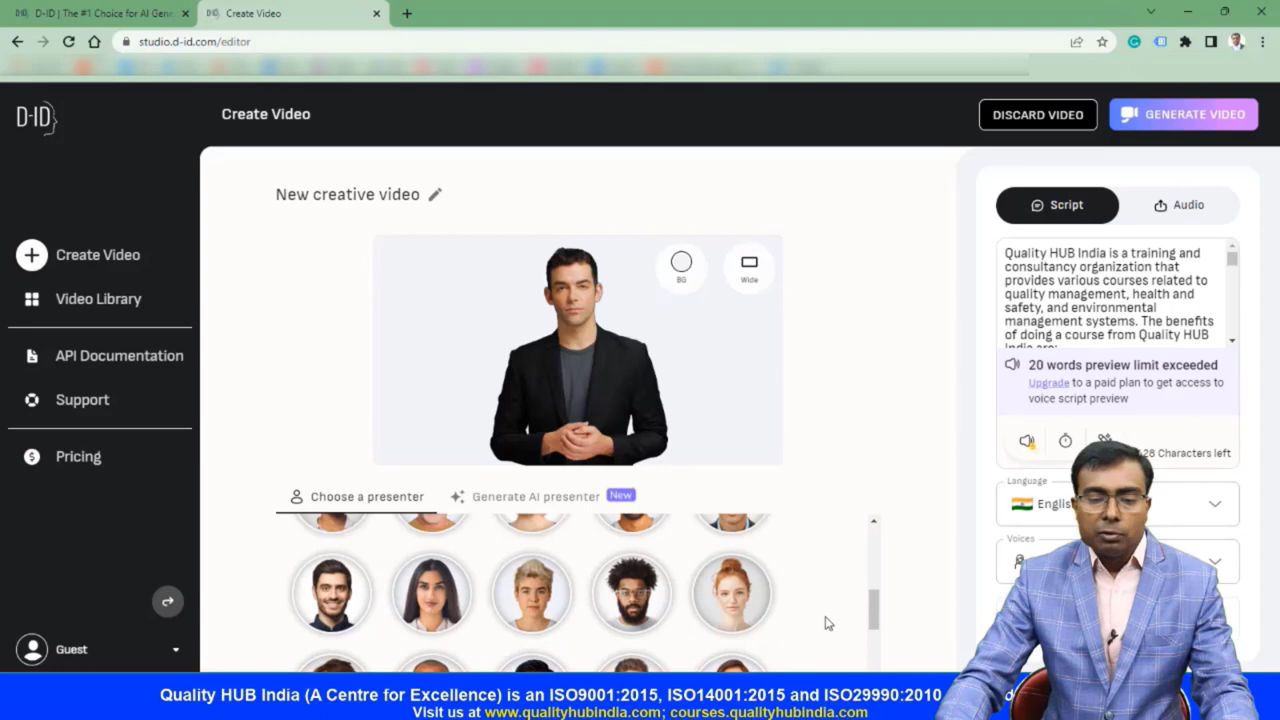 D-ID | The #1 Choice for AI Gene
Create Video
studio.d-id.com/editor
D-ID
Create Video
DISCARD VIDEO
GENERATE VIDEO
New creative video
Script
Audio
Create Video
Video Library
API Documentation
Support
Pricing
Guest
BG
Wide
Quality HUB India is a training and
consultancy organization that
provides various courses related to
quality management, health and
safety, and environmental
management systems. The benefits
of doing a course from Quality HUB
India are:
20 words preview limit exceeded
Upgrade to a paid plan to get access to
voice script preview
28 Characters left
Choose a presenter
Generate AI presenter
New
Language
Englis
Voices
Quality HUB India (A Centre for Excellence) is an ISO9001:2015, ISO14001:2015 and ISO29990:2010
Visit us at www.qualityhubindia.com; courses.qualityhubindia.com